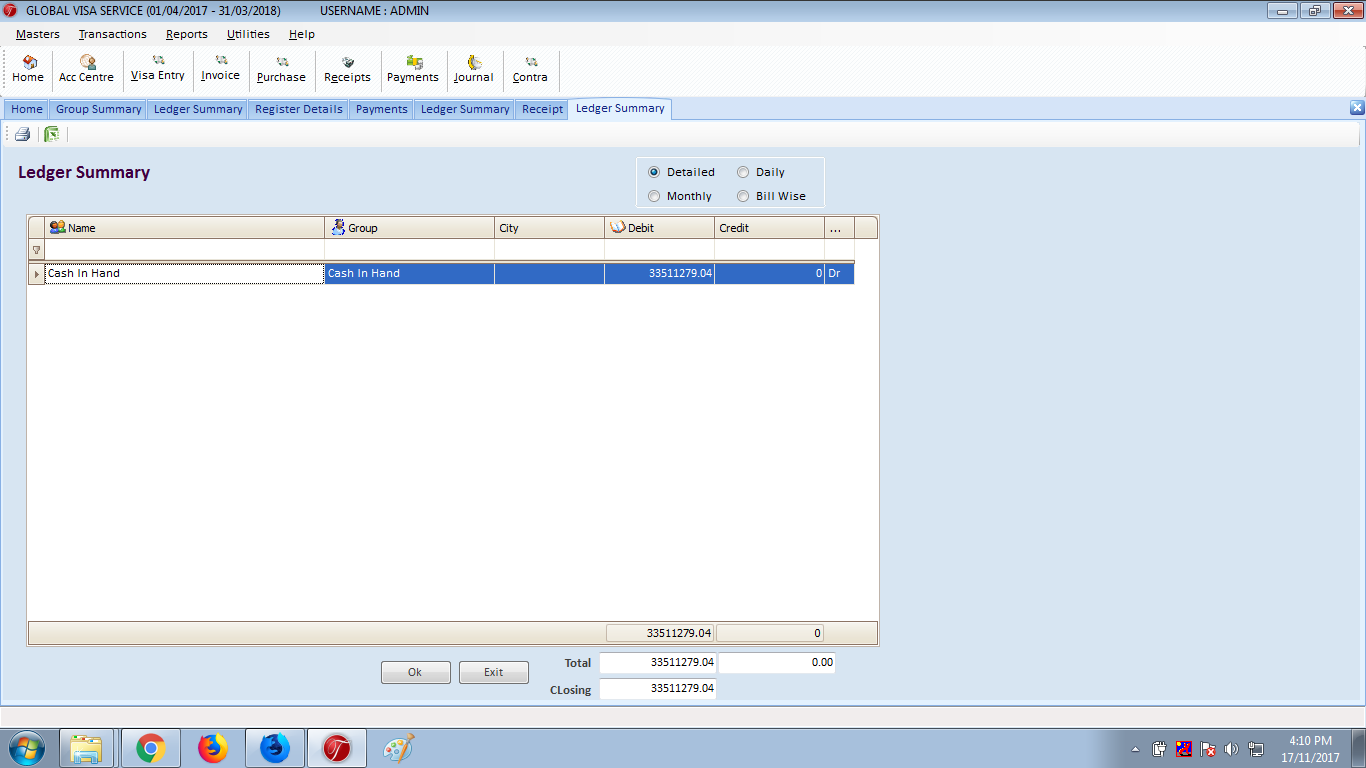 GLOBAL VISA SERVICE (01/04/2017 - 31/03/2018) USERNAME : ADMIN
Masters Transactions Reports Utilities Help
Home Acc Centre Visa Entry Invoice Purchase Receipts Payments Journal Contra
Home Group Summary Ledger Summary Register Details Payments Ledger Summary Receipt Ledger Summary
Ledger Summary
Detailed Daily
Monthly Bill Wise
Name Group City Debit Credit ...
Cash In Hand Cash In Hand 33511279.04 0 Dr
33511279.04 0
Ok Exit Total 33511279.04 0.00
CLosing 33511279.04
4:10 PM
17/11/2017